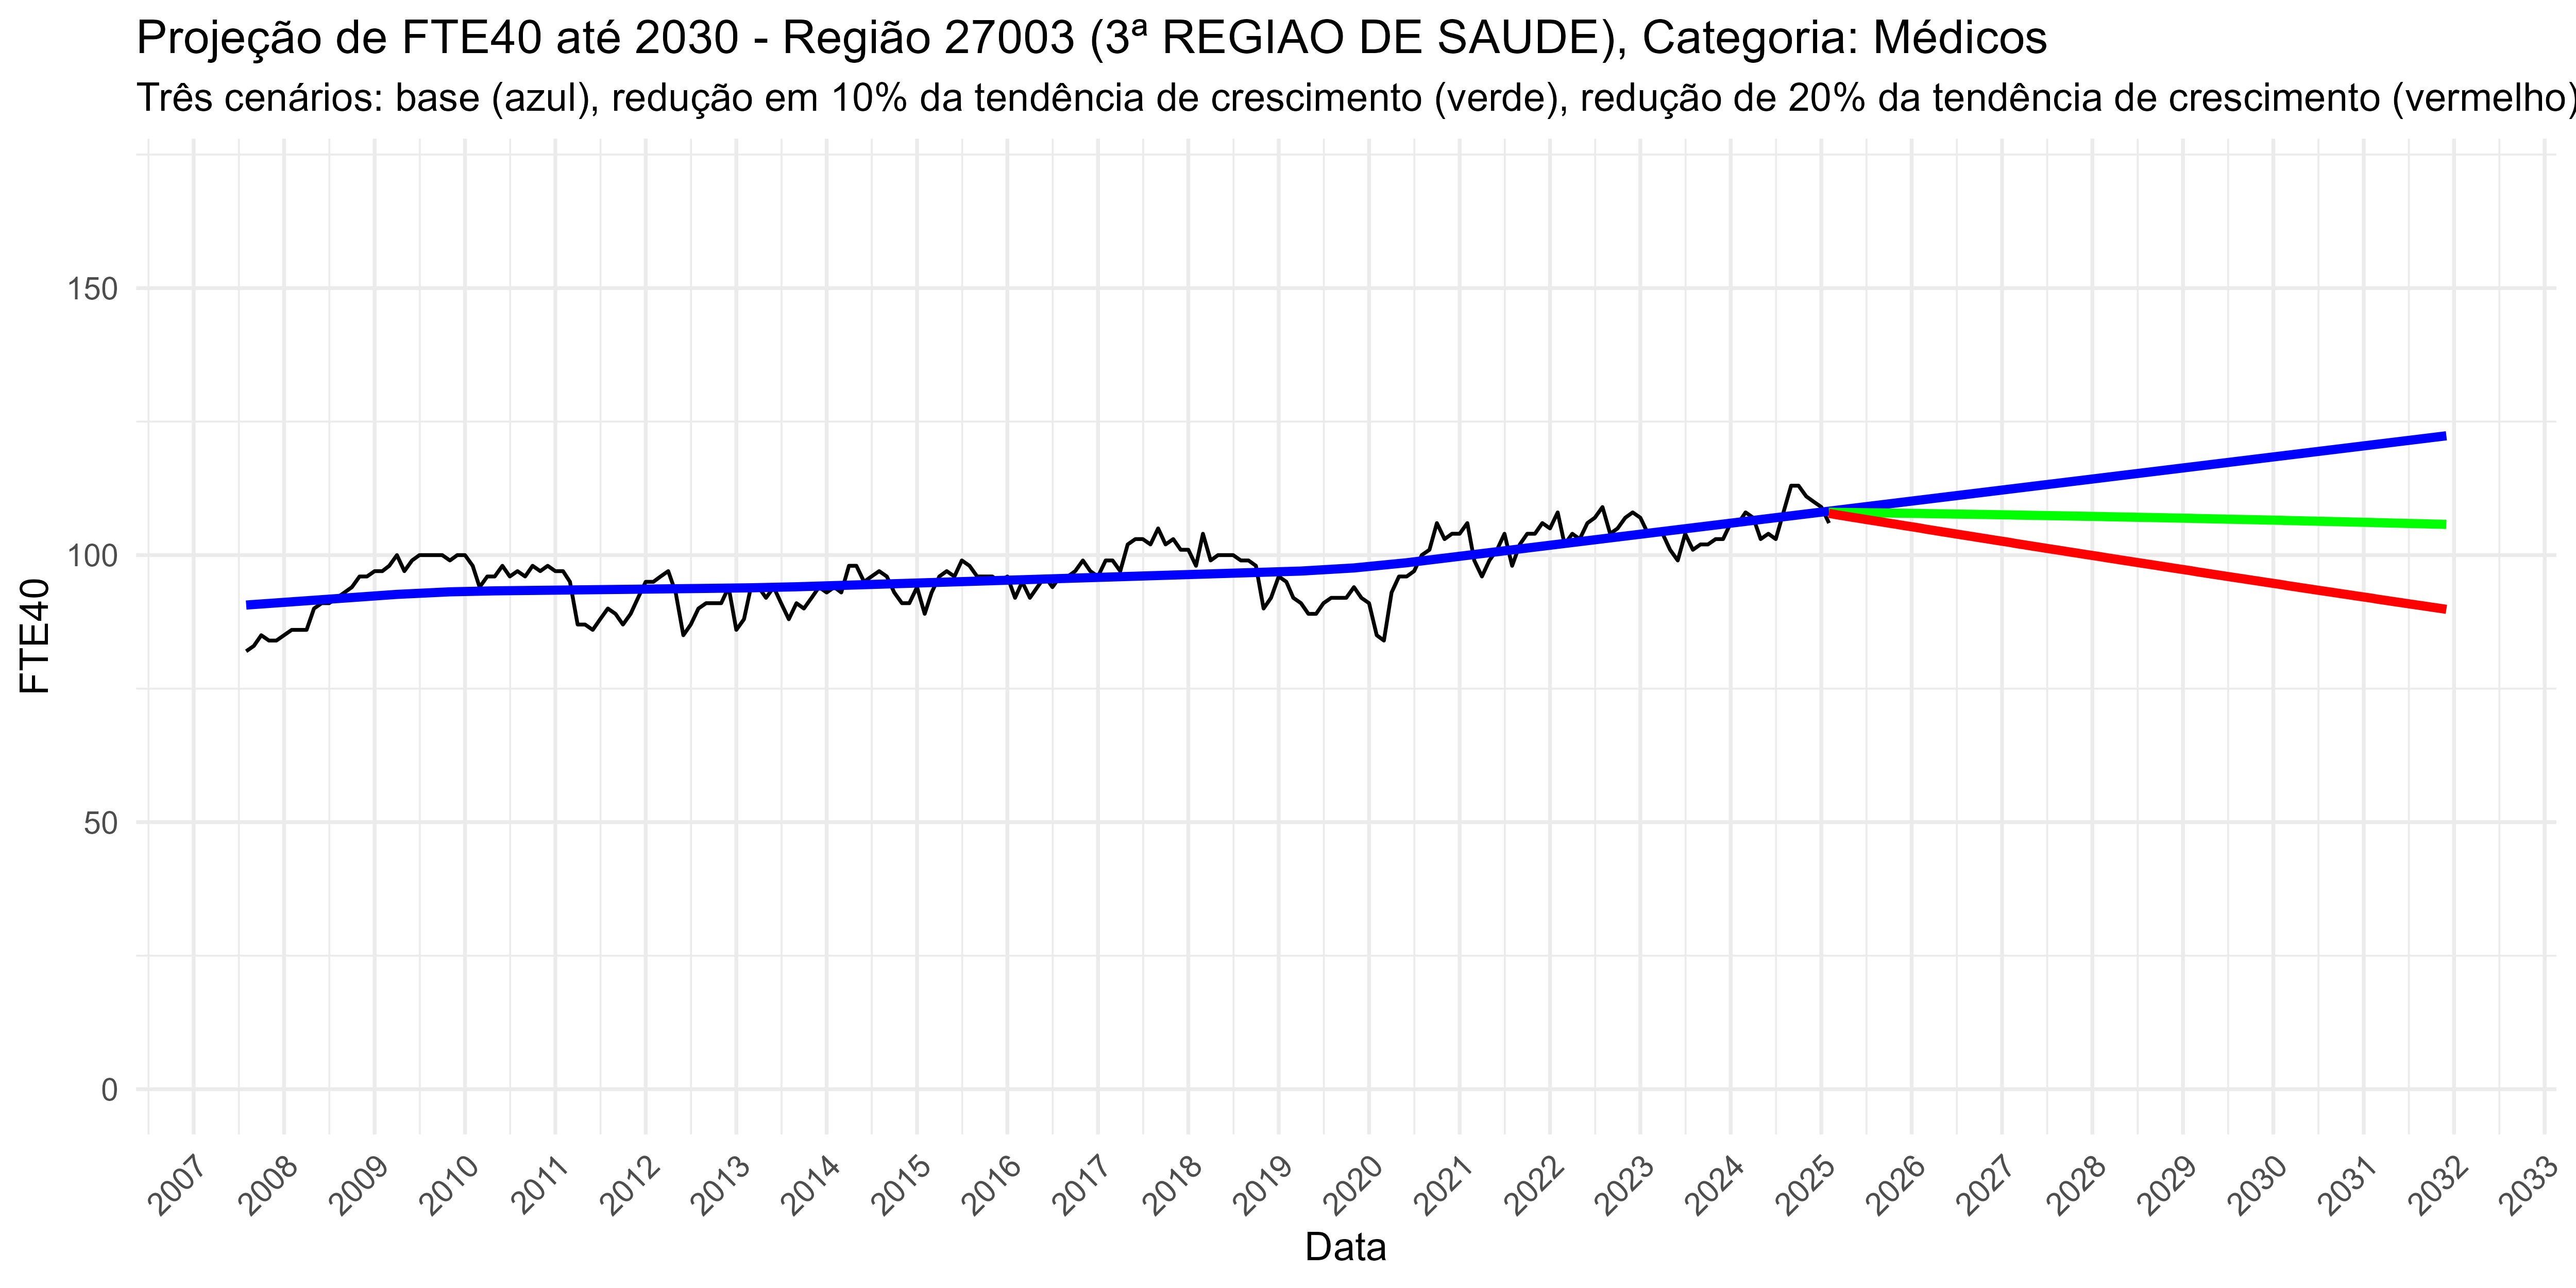 Projeção de FTE40 até 2030 - Região 27003 (3ª REGIAO DE SAUDE), Categoria: Médicos
Três cenários: base (azul), redução em 10% da tendência de crescimento (verde), redução de 20% da tendência de crescimento (vermelho)
FTE40
150
100
50
0
2007 2008 2009 2010 2011 2012 2013 2014 2015 2016 2017 2018 2019 2020 2021 2022 2023 2024 2025 2026 2027 2028 2029 2030 2031 2032 2033
Data